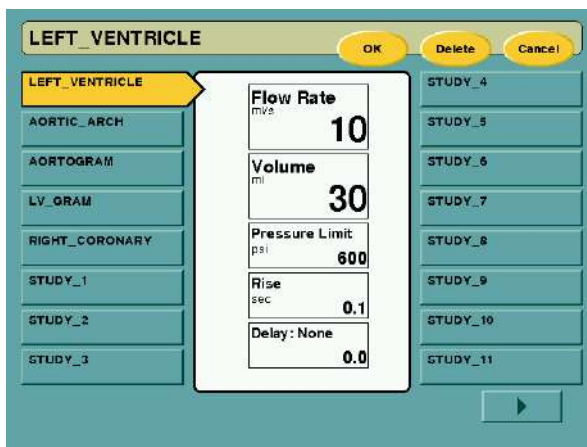 LEFT_VENTRICLE
OK
Delete
Cancel
LEFT_VENTRICLE
AORTIC_ARCH
AORTOGRAM
LV_GRAM
RIGHT_CORONARY
STUDY_1
STUDY_2
STUDY_3
Flow Rate
ml/s
10
Volume
ml
30
Pressure Limit
psi
600
Rise
sec
0.1
Delay: None
0.0
STUDY_4
STUDY_5
STUDY_6
STUDY_7
STUDY_8
STUDY_9
STUDY_10
STUDY_11